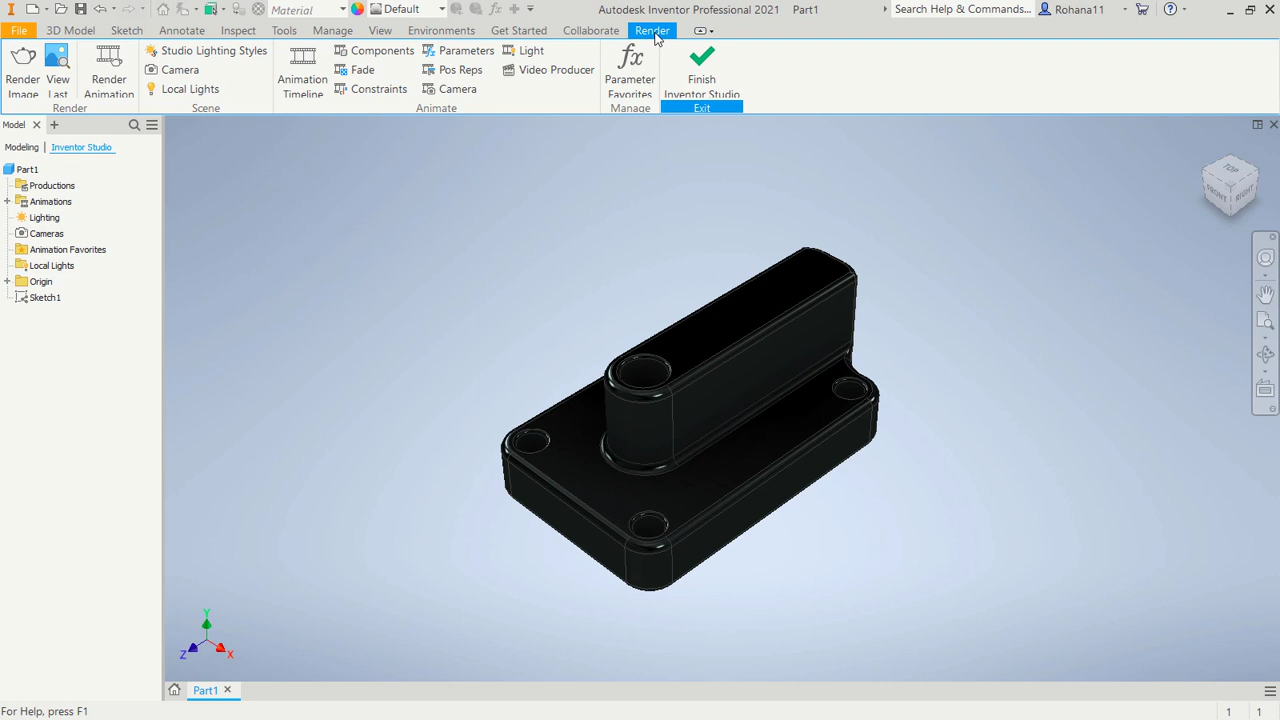 Material
Default
Autodesk Inventor Professional 2021 Part1
Search Help & Commands...
Rohana11
File
3D Model
Sketch
Annotate
Inspect
Tools
Manage
View
Environments
Get Started
Collaborate
Render
Render Image
View Last
Render Animation
Render
Studio Lighting Styles
Camera
Local Lights
Scene
Animation Timeline
Components
Fade
Constraints
Parameters
Pos Reps
Camera
Light
Video Producer
Animate
fx
Parameter Favorites
Manage
Finish Inventor Studio
Exit
Model
Modeling
Inventor Studio
Part1
Productions
Animations
Lighting
Cameras
Animation Favorites
Local Lights
Origin
Sketch1
TOP
FRONT
RIGHT
Y
Z
X
Part1
For Help, press F1
1 1